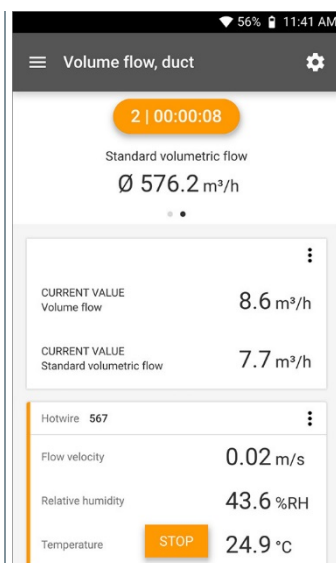 56% 11:41 AM
Volume flow, duct
2 | 00:00:08
Standard volumetric flow
Ø 576.2 m³/h
CURRENT VALUE
Volume flow
8.6 m³/h
CURRENT VALUE
Standard volumetric flow
7.7 m³/h
Hotwire 567
Flow velocity
0.02 m/s
Relative humidity
43.6 %RH
Temperature
STOP
24.9 °C